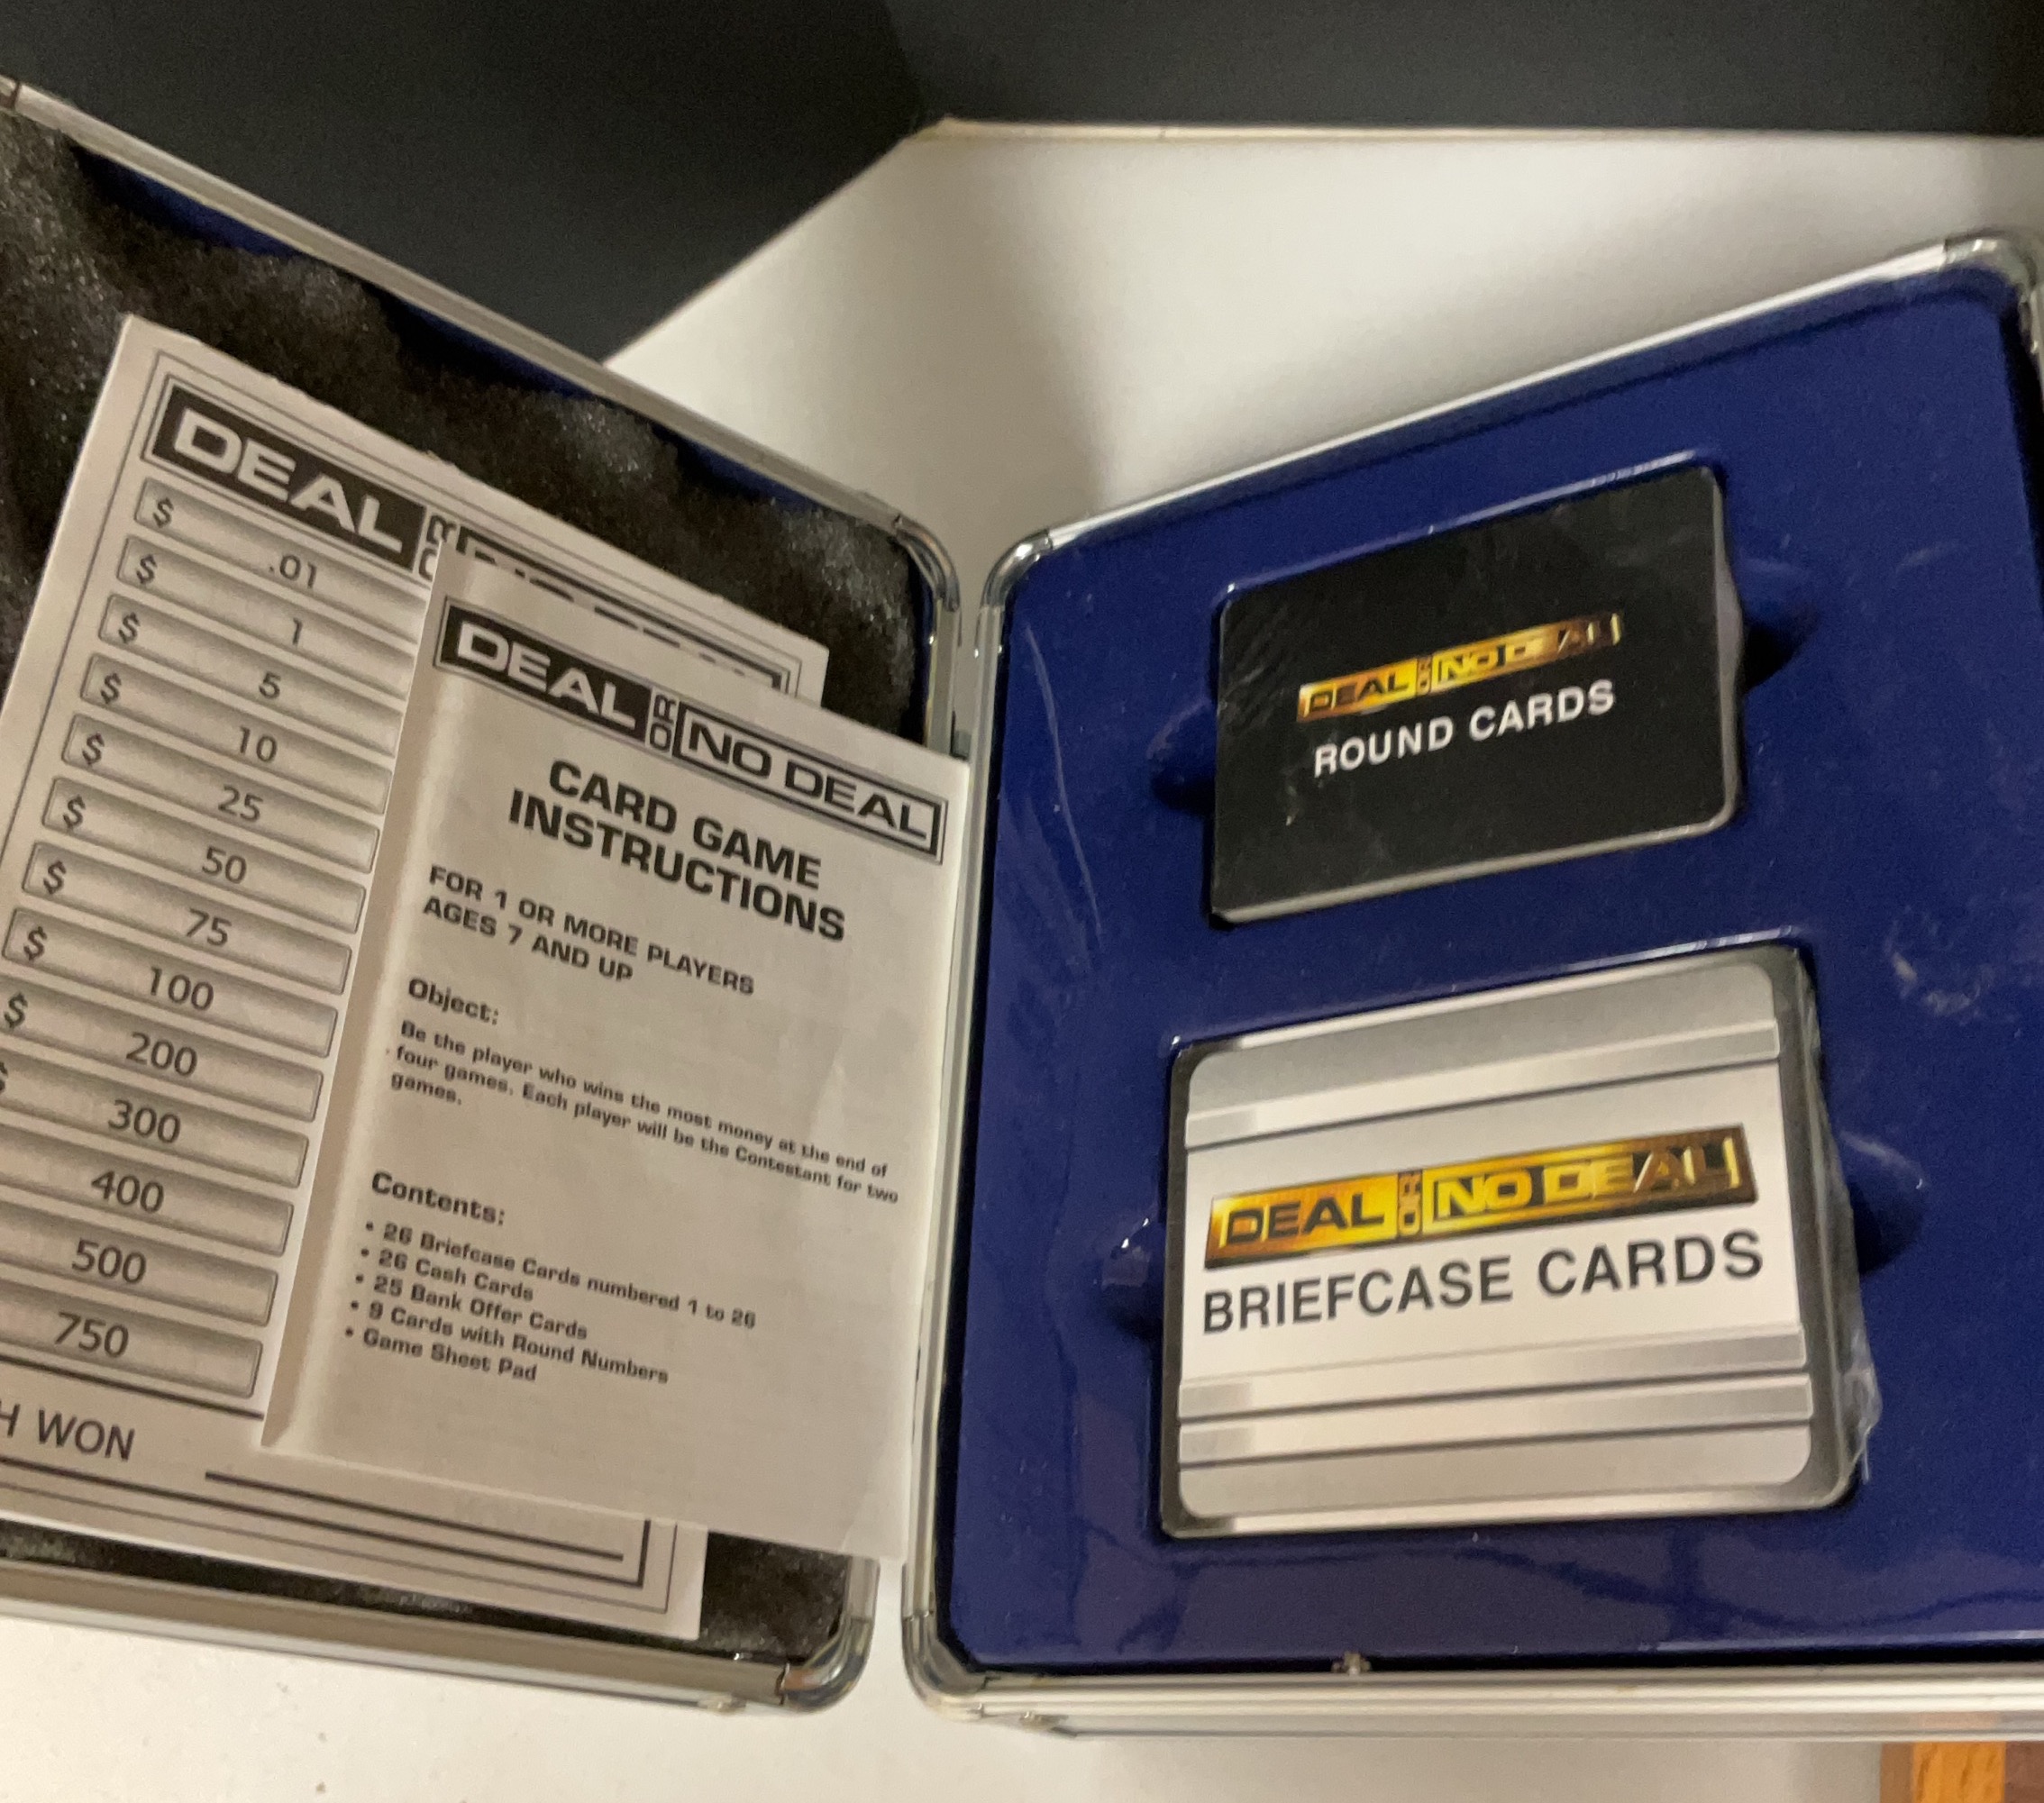 DEAL OR
$ .01
$ 1
$ 5
$ 10
$ 25
$ 50
$ 75
$ 100
$ 200
300
400
500
750
WON
DEAL OR NO DEAL
CARD GAME
INSTRUCTIONS
FOR 1 OR MORE PLAYERS
AGES 7 AND UP
Object:
Be the player who wins the most money at the end of
four games. Each player will be the Contestant for two
games.
Contents:
• 26 Briefcase Cards numbered 1 to 26
• 26 Cash Cards
• 25 Bank Offer Cards
• 9 Cards with Round Numbers
• Game Sheet Pad
DEAL OR NO DEAL
ROUND CARDS
DEAL OR NO DEAL
BRIEFCASE CARDS